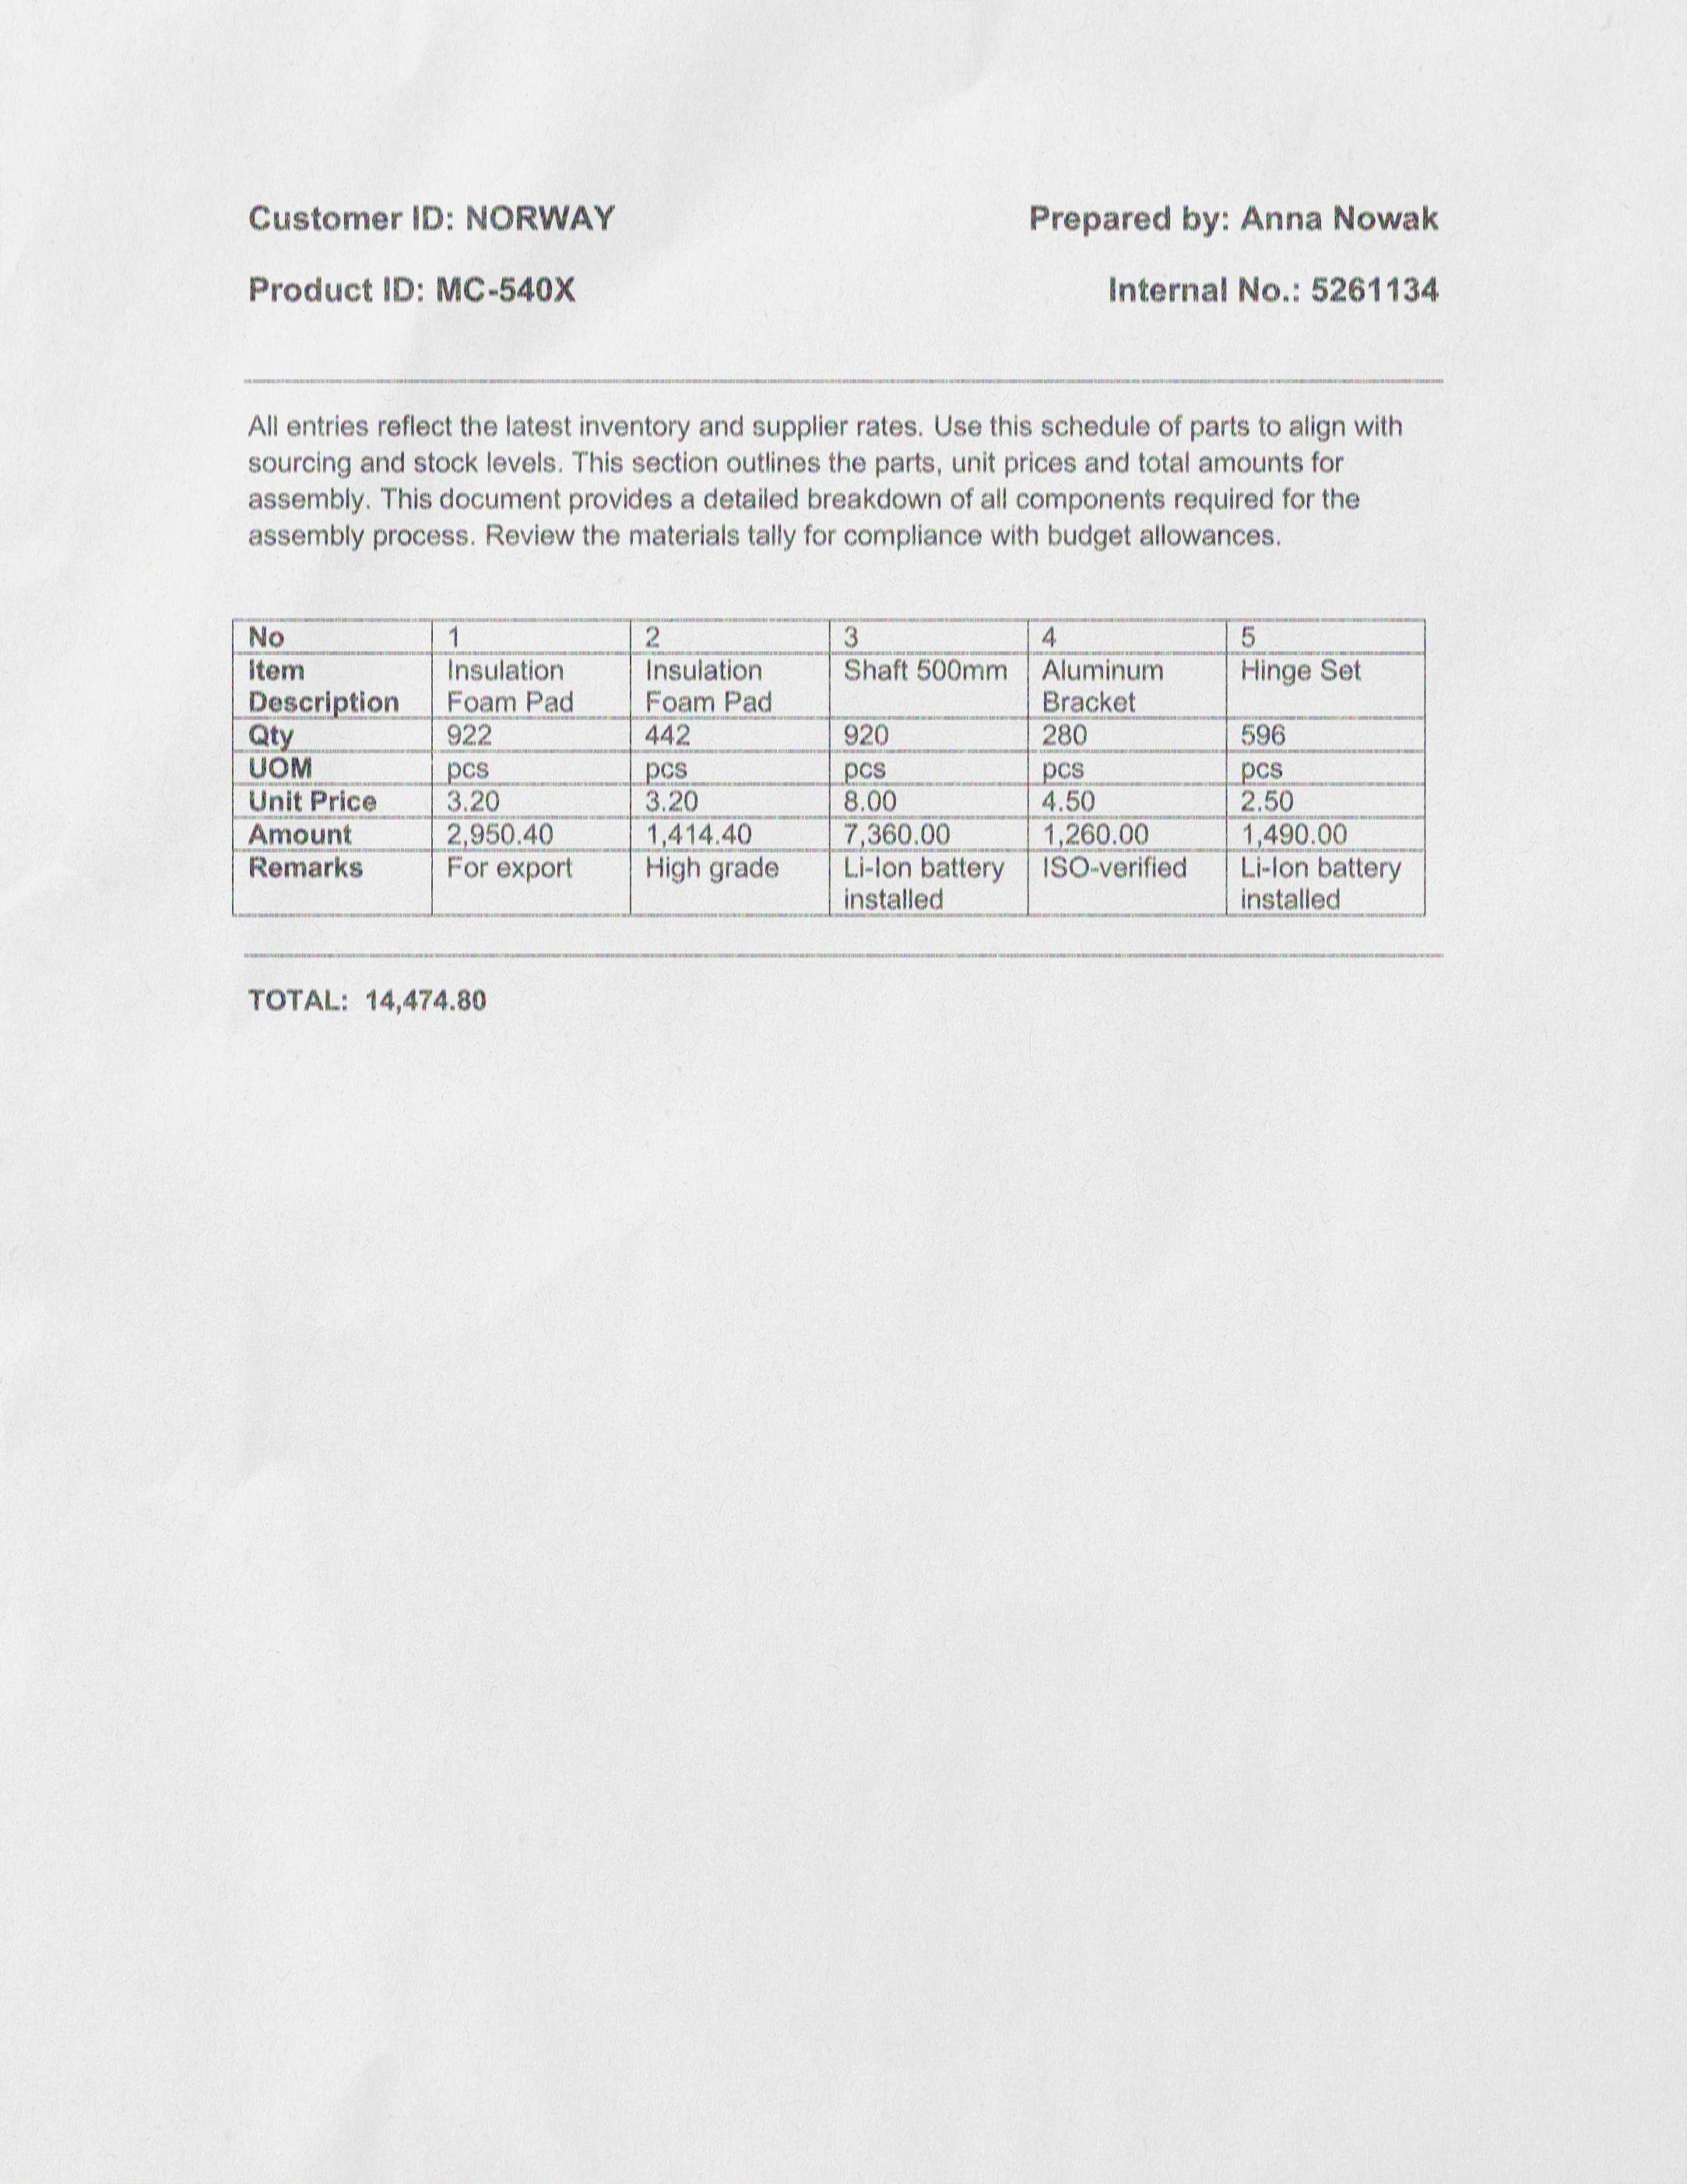 Customer ID: NORWAY Prepared by: Anna Nowak
Product ID: MC-540X Internal No.: 5261134
All entries reflect the latest inventory and supplier rates. Use this schedule of parts to align with
sourcing and stock levels. This section outlines the parts, unit prices and total amounts for
assembly. This document provides a detailed breakdown of all components required for the
assembly process. Review the materials tally for compliance with budget allowances.
No 1 2 3 4 5
Item Insulation Insulation Shaft 500mm Aluminum Hinge Set
Description Foam Pad Foam Pad Bracket
Qty 922 442 920 280 596
UOM pcs pcs pcs pcs pcs
Unit Price 3.20 3.20 8.00 4.50 2.50
Amount 2,950.40 1,414.40 7,360.00 1,260.00 1,490.00
Remarks For export High grade Li-Ion battery ISO-verified Li-Ion battery
installed installed
TOTAL: 14,474.80